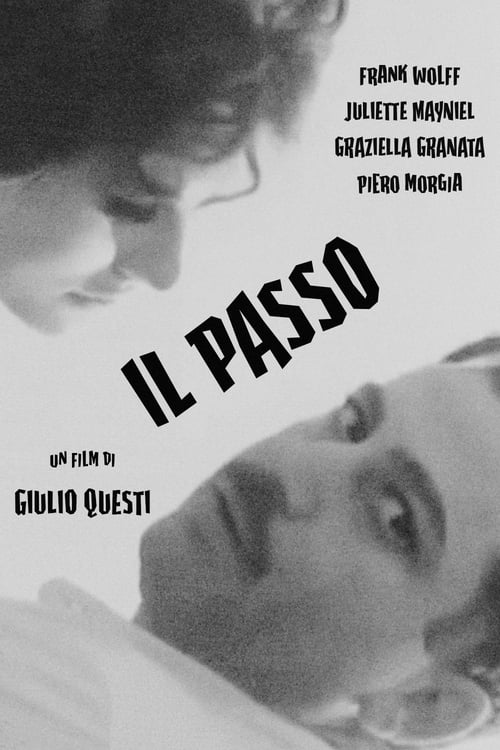 FRANK WOLFF
JULIETTE MAYNIEL
GRAZIELLA GRANATA
PIERO MORGIA
IL PASSO
UN FILM DI
GIULIO QUESTI